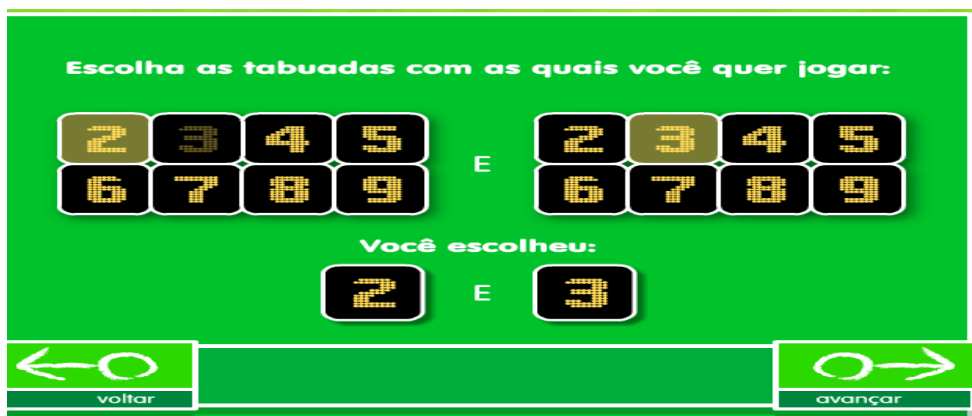 Escolha as tabuadas com as quais você quer jogar:
2 3 4 5 E 2 3 4 5
6 7 8 9 6 7 8 9
Você escolheu:
2 E 3
voltar avançar